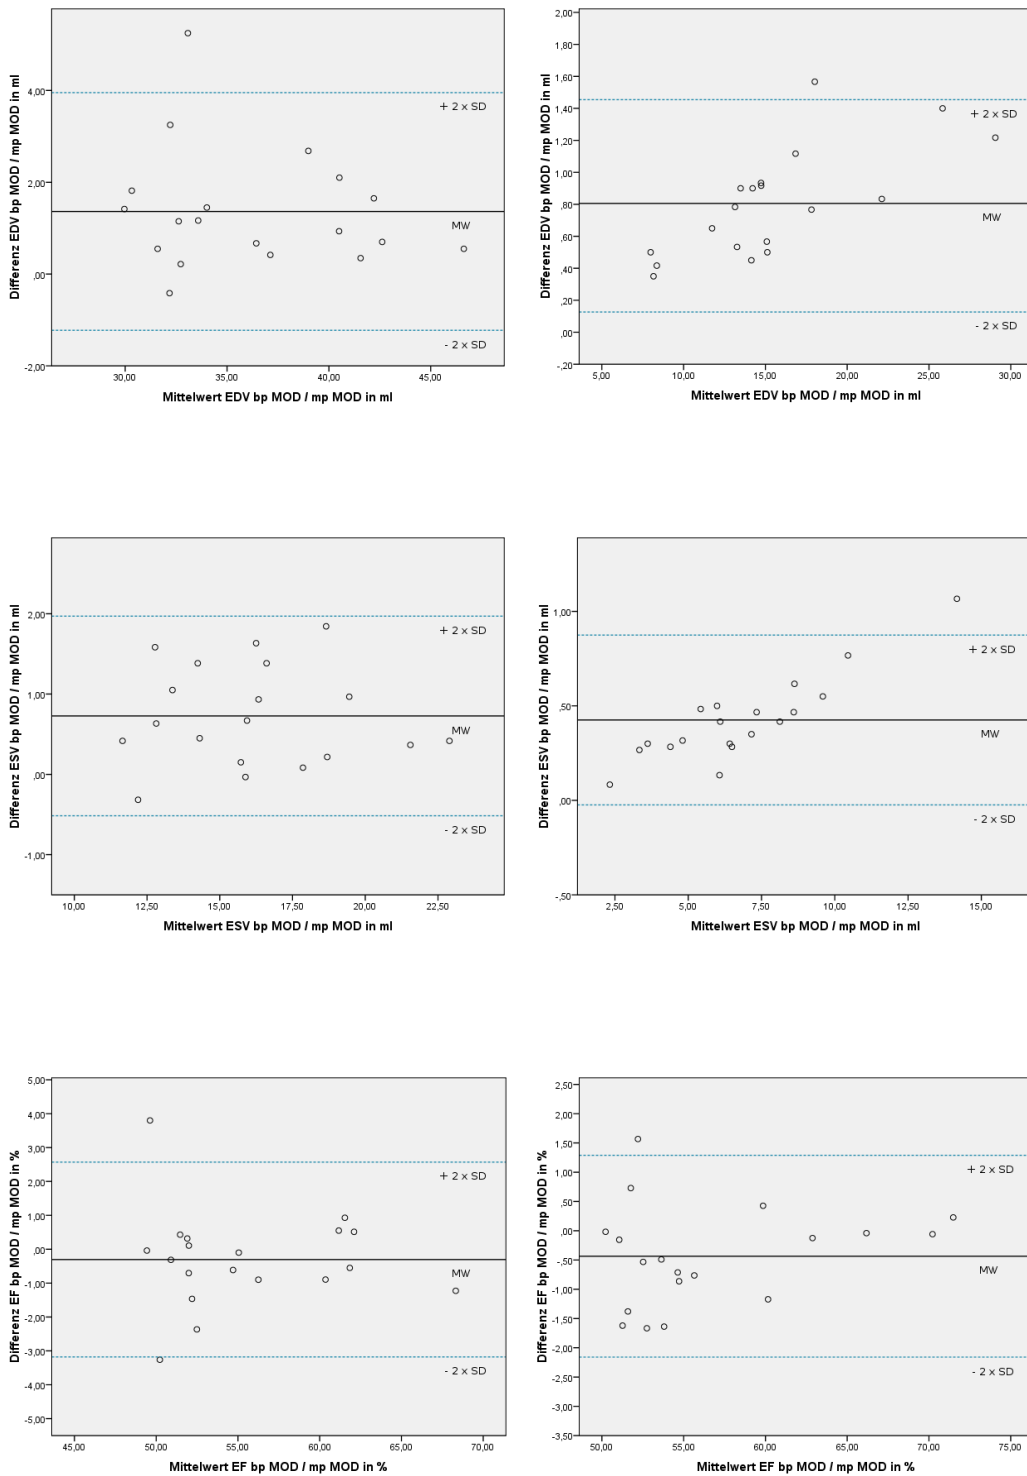 Differenz EDV bp MOD / mp MOD in ml
4,00
2,00
,00
-2,00
+ 2 x SD
MW
- 2 x SD
30,00 35,00 40,00 45,00
Mittelwert EDV bp MOD / mp MOD in ml
Differenz EDV bp MOD / mp MOD in ml
2,00
1,80
1,60
1,40
1,20
1,00
,80
,60
,40
,20
,00
-,20
+ 2 x SD
MW
- 2 x SD
5,00 10,00 15,00 20,00 25,00 30,00
Mittelwert EDV bp MOD / mp MOD in ml
Differenz ESV bp MOD / mp MOD in ml
2,00
1,00
,00
-1,00
+ 2 x SD
MW
- 2 x SD
10,00 12,50 15,00 17,50 20,00 22,50
Mittelwert ESV bp MOD / mp MOD in ml
Differenz ESV bp MOD / mp MOD in ml
1,00
,50
,00
-,50
+ 2 x SD
MW
- 2 x SD
2,50 5,00 7,50 10,00 12,50 15,00
Mittelwert ESV bp MOD / mp MOD in ml
Differenz EF bp MOD / mp MOD in %
5,00
4,00
3,00
2,00
1,00
,00
-1,00
-2,00
-3,00
-4,00
-5,00
+ 2 x SD
MW
- 2 x SD
45,00 50,00 55,00 60,00 65,00 70,00
Mittelwert EF bp MOD / mp MOD in %
Differenz EF bp MOD / mp MOD in %
2,50
2,00
1,50
1,00
,50
,00
-,50
-1,00
-1,50
-2,00
-2,50
-3,00
-3,50
+ 2 x SD
MW
- 2 x SD
50,00 55,00 60,00 65,00 70,00 75,00
Mittelwert EF bp MOD / mp MOD in %